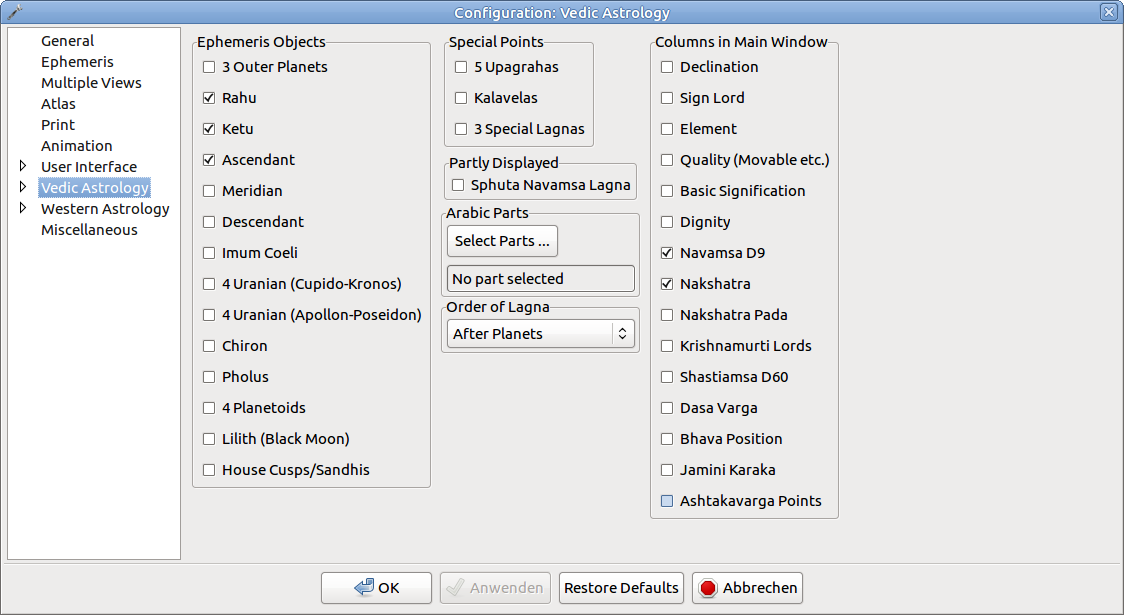 Configuration: Vedic Astrology
General
Ephemeris
Multiple Views
Atlas
Print
Animation
User Interface
Vedic Astrology
Western Astrology
Miscellaneous
Ephemeris Objects
3 Outer Planets
Rahu
Ketu
Ascendant
Meridian
Descendant
Imum Coeli
4 Uranian (Cupido-Kronos)
4 Uranian (Apollon-Poseidon)
Chiron
Pholus
4 Planetoids
Lilith (Black Moon)
House Cusps/Sandhis
Special Points
5 Upagrahas
Kalavelas
3 Special Lagnas
Partly Displayed
Sphuta Navamsa Lagna
Arabic Parts
Select Parts ...
No part selected
Order of Lagna
After Planets
Columns in Main Window
Declination
Sign Lord
Element
Quality (Movable etc.)
Basic Signification
Dignity
Navamsa D9
Nakshatra
Nakshatra Pada
Krishnamurti Lords
Shastiamsa D60
Dasa Varga
Bhava Position
Jamini Karaka
Ashtakavarga Points
OK
Anwenden
Restore Defaults
Abbrechen